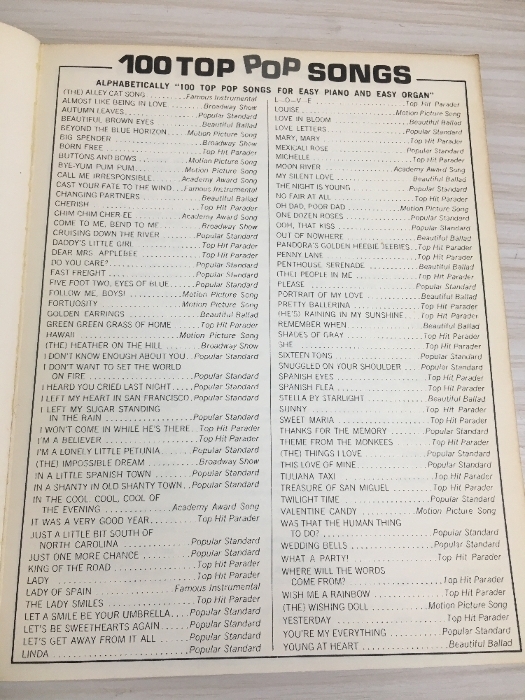 100 TOP POP SONGS
ALPHABETICALLY "100 TOP POP SONGS FOR EASY PIANO AND EASY ORGAN"
(THE) ALLEY CAT SONG ........Famous Instrumental
ALMOST LIKE BEING IN LOVE ........Broadway Show
AUTUMN LEAVES ........Popular Standard
BEAUTIFUL, BROWN EYES ........Beautiful Ballad
BEYOND THE BLUE HORIZON ....Motion Picture Song
BIG SPENDER ........Broadway Show
BORN FREE ........Top Hit Parader
BUTTONS AND BOWS ........Motion Picture Song
BYE-YUM PUM PUM ........Motion Picture Song
CALL ME IRRESPONSIBLE ....Academy Award Song
CAST YOUR FATE TO THE WIND ..Famous Instrumental
CHANGING PARTNERS ........Beautiful Ballad
CHERISH ........Top Hit Parader
CHIM CHIM CHER-EE ........Academy Award Song
COME TO ME, BEND TO ME ........Broadway Show
CRUISING DOWN THE RIVER ........Popular Standard
DADDY'S LITTLE GIRL ........Top Hit Parader
DEAR MRS. APPLEBEE ........Top Hit Parader
DO YOU CARE? ........Popular Standard
FAST FREIGHT ........Popular Standard
FIVE FOOT TWO, EYES OF BLUE ....Popular Standard
FOLLOW ME, BOYS! ........Motion Picture Song
FORTUOSITY ........Motion Picture Song
GOLDEN EARRINGS ........Beautiful Ballad
GREEN GREEN GRASS OF HOME ....Top Hit Parader
HAWAII ........Motion Picture Song
(THE) HEATHER ON THE HILL ........Broadway Show
I DON'T KNOW ENOUGH ABOUT YOU . Popular Standard
I DON'T WANT TO SET THE WORLD
ON FIRE ........Popular Standard
I HEARD YOU CRIED LAST NIGHT ....Popular Standard
I LEFT MY HEART IN SAN FRANCISCO. Popular Standard
I LEFT MY SUGAR STANDING
IN THE RAIN ........Popular Standard
I WON'T COME IN WHILE HE'S THERE. Top Hit Parader
I'M A BELIEVER ........Top Hit Parader
I'M A LONELY LITTLE PETUNIA ....Popular Standard
(THE) IMPOSSIBLE DREAM ........Broadway Show
IN A LITTLE SPANISH TOWN ....Popular Standard
IN A SHANTY IN OLD SHANTY TOWN . Popular Standard
IN THE COOL, COOL, COOL OF
THE EVENING ........Academy Award Song
IT WAS A VERY GOOD YEAR ........Top Hit Parader
JUST A LITTLE BIT SOUTH OF
NORTH CAROLINA ........Popular Standard
JUST ONE MORE CHANCE ........Popular Standard
KING OF THE ROAD ........Top Hit Parader
LADY ........Top Hit Parader
LADY OF SPAIN ........Famous Instrumental
THE LADY SMILES ........Top Hit Parader
LET A SMILE BE YOUR UMBRELLA ....Popular Standard
LET'S BE SWEETHEARTS AGAIN ....Popular Standard
LET'S GET AWAY FROM IT ALL ....Popular Standard
LINDA ........Popular Standard
L-O-V-E ........Top Hit Parader
LOUISE ........Motion Picture Song
LOVE IN BLOOM ........Beautiful Ballad
LOVE LETTERS ........Popular Standard
MARY, MARY ........Top Hit Parader
MEXICALI ROSE ........Popular Standard
MICHELLE ........Top Hit Parader
MOON RIVER ........Academy Award Song
MY SILENT LOVE ........Beautiful Ballad
THE NIGHT IS YOUNG ........Popular Standard
NO FAIR AT ALL ........Top Hit Parader
OH DAD, POOR DAD ........Motion Picture Song
ONE DOZEN ROSES ........Popular Standard
OOH, THAT KISS ........Popular Standard
OUT OF NOWHERE ........Beautiful Ballad
PANDORA'S GOLDEN HEEBIE JEEBIES ..Top Hit Parader
PENNY LANE ........Top Hit Parader
PENTHOUSE SERENADE ........Beautiful Ballad
(THE) PEOPLE IN ME ........Top Hit Parader
PLEASE ........Popular Standard
PORTRAIT OF MY LOVE ........Beautiful Ballad
PRETTY BALLERINA ........Top Hit Parader
(HE'S) RAINING IN MY SUNSHINE ..Top Hit Parader
REMEMBER WHEN ........Beautiful Ballad
SHADES OF GRAY ........Top Hit Parader
SHE ........Top Hit Parader
SIXTEEN TONS ........Popular Standard
SNUGGLED ON YOUR SHOULDER ....Popular Standard
SPANISH EYES ........Top Hit Parader
SPANISH FLEA ........Top Hit Parader
STELLA BY STARLIGHT ........Beautiful Ballad
SUNNY ........Top Hit Parader
SWEET MARIA ........Top Hit Parader
THANKS FOR THE MEMORY ........Popular Standard
THEME FROM THE MONKEES ........Top Hit Parader
(THE) THINGS I LOVE ........Popular Standard
THIS LOVE OF MINE ........Popular Standard
TIJUANA TAXI ........Top Hit Parader
TREASURE OF SAN MIGUEL ........Top Hit Parader
TWILIGHT TIME ........Popular Standard
VALENTINE CANDY ........Motion Picture Song
WAS THAT THE HUMAN THING
TO DO? ........Popular Standard
WEDDING BELLS ........Popular Standard
WHAT A PARTY! ........Top Hit Parader
WHERE WILL THE WORDS
COME FROM? ........Top Hit Parader
WISH ME A RAINBOW ........Top Hit Parader
(THE) WISHING DOLL ........Motion Picture Song
YESTERDAY ........Top Hit Parader
YOU'RE MY EVERYTHING ........Popular Standard
YOUNG AT HEART ........Beautiful Ballad